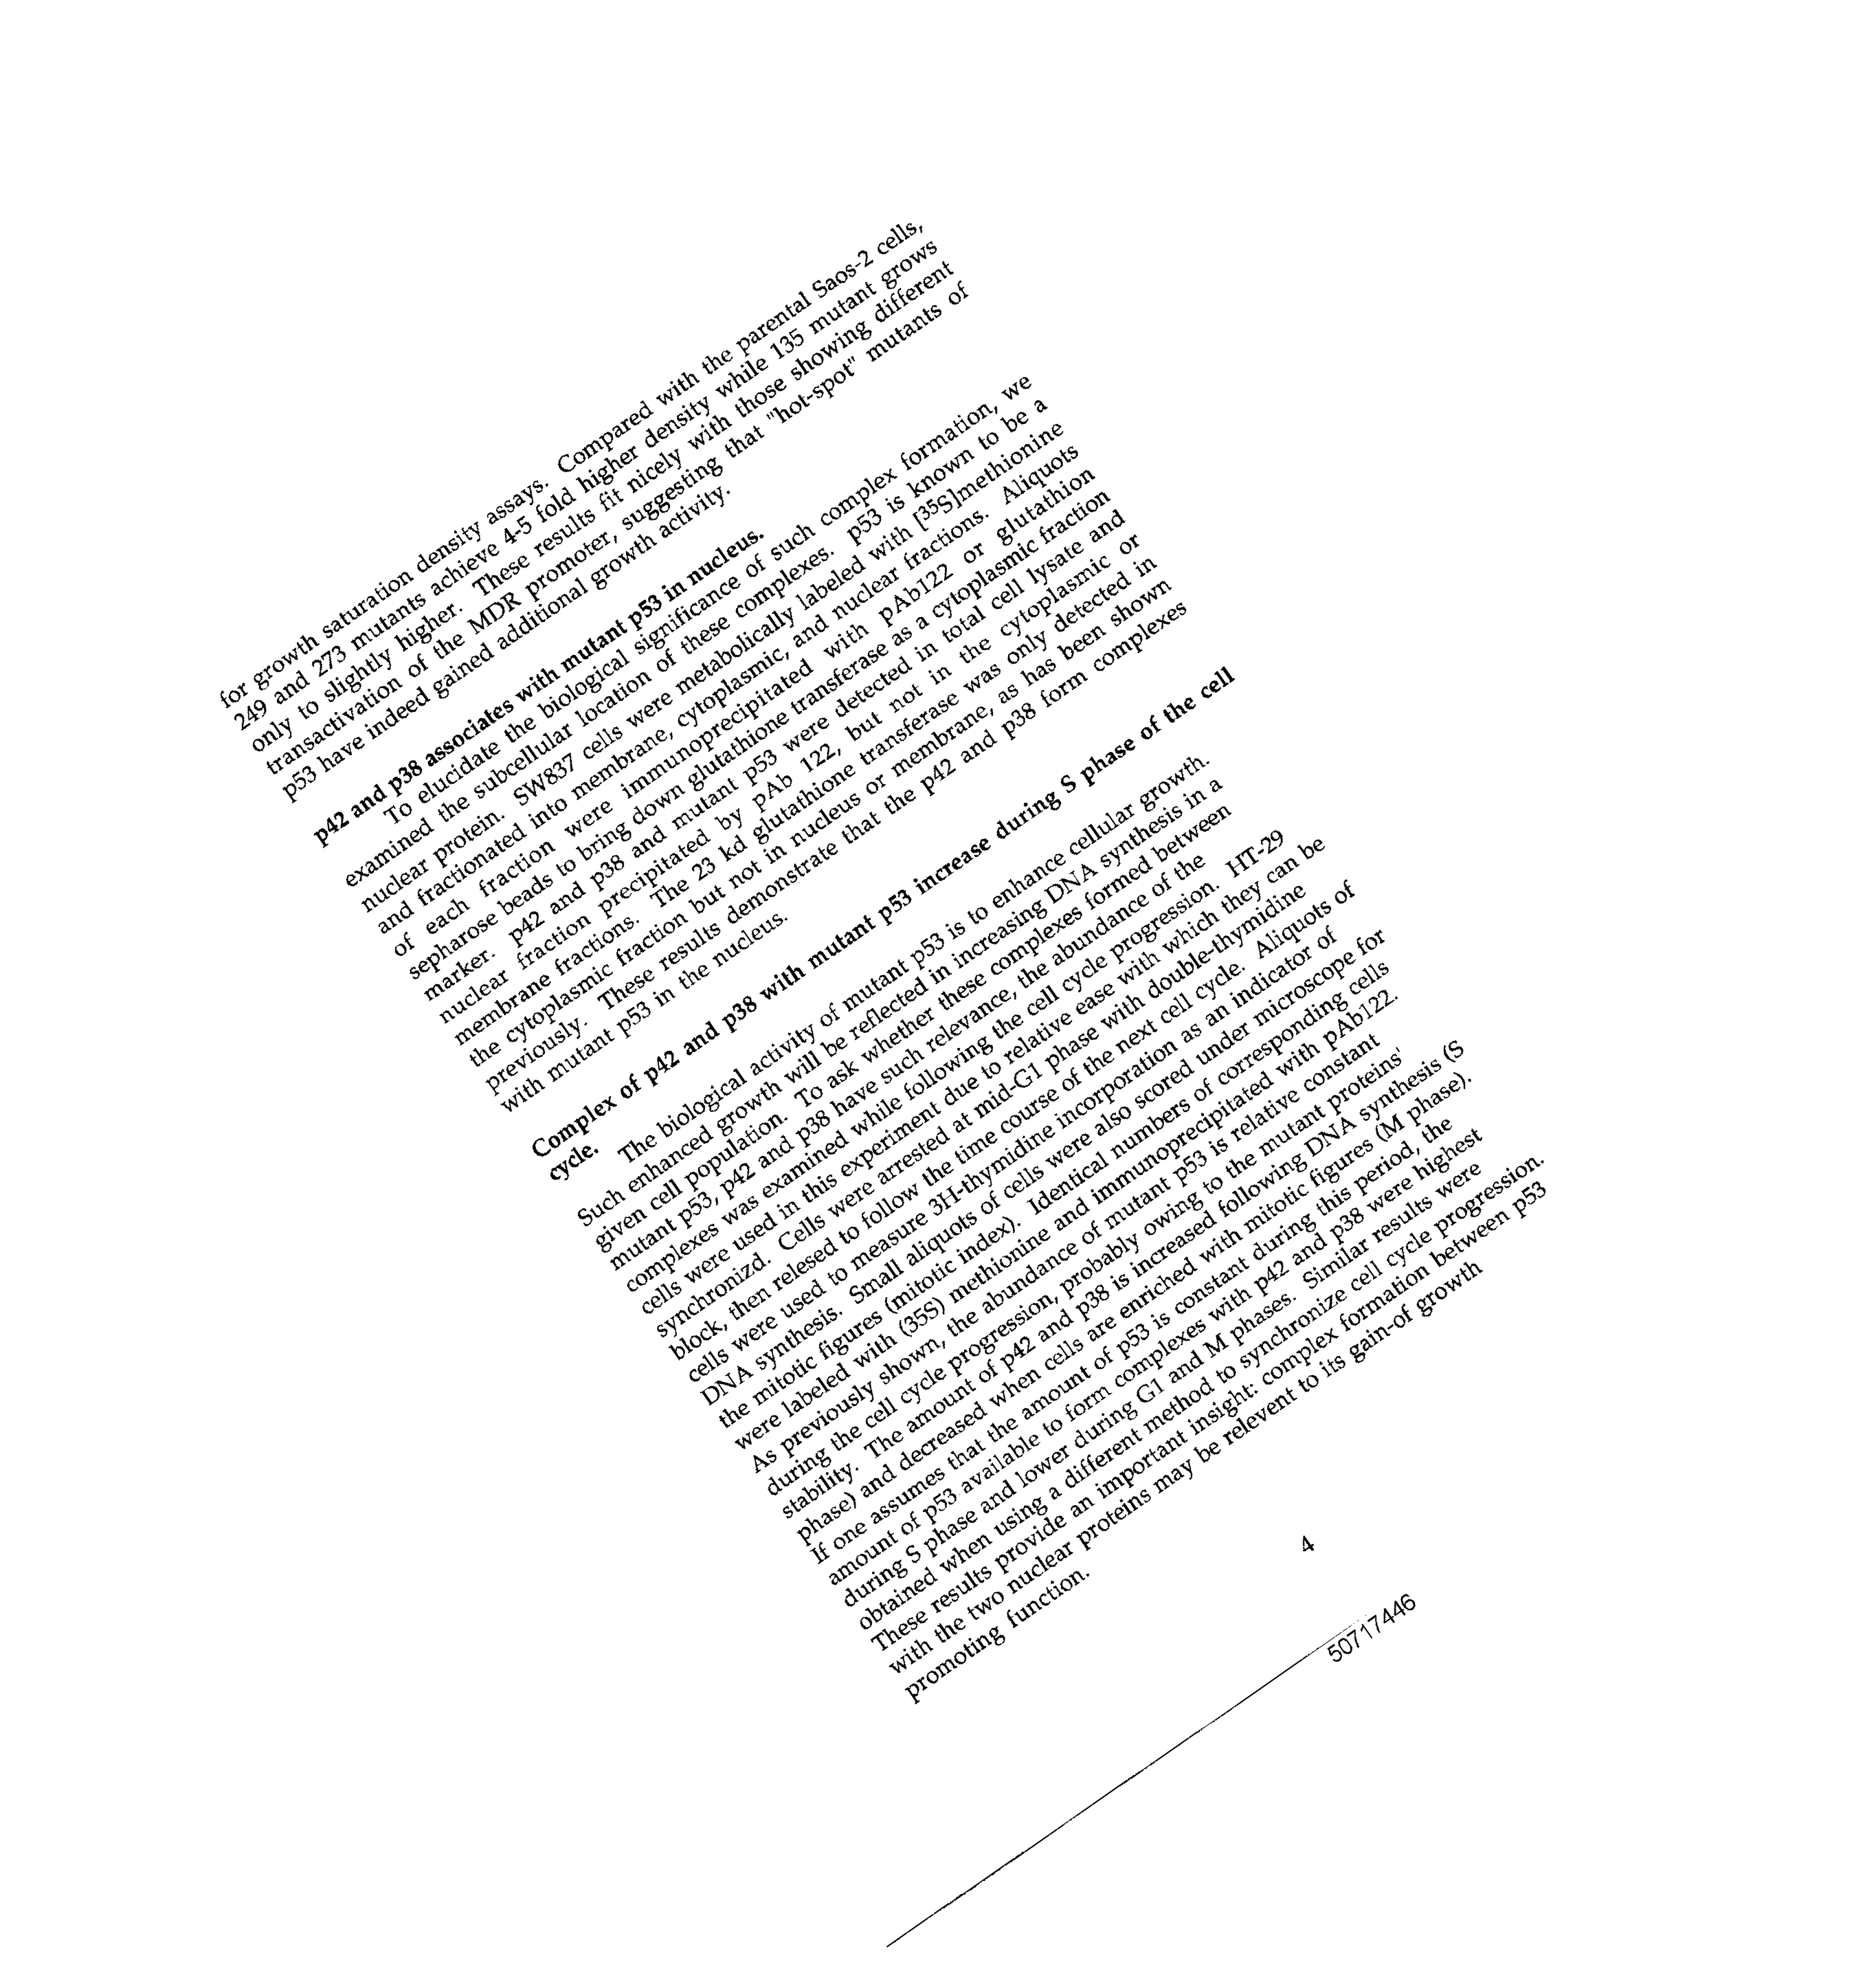 for growth saturation density assays. Compared with the parental Saos-2 cells,
249 and 273 mutants achieve 4-5 fold higher density while 135 mutant grows
only to slightly higher. These results fit nicely with those showing different
transactivation of the MDR promoter, suggesting that "hot-spot" mutants of
p53 have indeed gained additional growth activity.
p42 and p38 associates with mutant p53 in nucleus.
To elucidate the biological significance of such complex formation, we
examined the subcellular location of these complexes. p53 is known to be a
nuclear protein. SW837 cells were metabolically labeled with [35S]methionine
and fractionated into membrane, cytoplasmic, and nuclear fractions. Aliquots
of each fraction were immunoprecipitated with pAb122 or glutathion
sepharose beads to bring down glutathione transferase as a cytoplasmic fraction
marker. p42 and p38 and mutant p53 were detected in total cell lysate and
nuclear fraction precipitated by pAb 122, but not in the cytoplasmic or
membrane fractions. The 23 kd glutathione transferase was only detected in
the cytoplasmic fraction but not in nucleus or membrane, as has been shown
previously. These results demonstrate that the p42 and p38 form complexes
with mutant p53 in the nucleus.
Complex of p42 and p38 with mutant p53 increase during S phase of the cell
cycle.
The biological activity of mutant p53 is to enhance cellular growth.
Such enhanced growth will be reflected in increasing DNA synthesis in a
given cell population. To ask whether these complexes formed between
mutant p53, p42 and p38 have such relevance, the abundance of the
complexes was examined while following the cell cycle progression. HT-29
cells were used in this experiment due to relative ease with which they can be
synchronizd. Cells were arrested at mid-G1 phase with double-thymidine
block, then relesed to follow the time course of the next cell cycle. Aliquots of
cells were used to measure 3H-thymidine incorporation as an indicator of
DNA synthesis. Small aliquots of cells were also scored under microscope for
the mitotic figures (mitotic index). Identical numbers of corresponding cells
were labeled with (35S) methionine and immunoprecipitated with pAb122.
As previously shown, the abundance of mutant p53 is relative constant
during the cell cycle progression, probably owing to the mutant proteins'
stability. The amount of p42 and p38 is increased following DNA synthesis (S
phase) and decreased when cells are enriched with mitotic figures (M phase).
If one assumes that the amount of p53 is constant during this period, the
amount of p53 available to form complexes with p42 and p38 were highest
during S phase and lower during G1 and M phases. Similar results were
obtained when using a different method to synchronize cell cycle progression.
These results provide an important insight: complex formation between p53
with the two nuclear proteins may be relevent to its gain-of growth
promoting function.
4
50717446